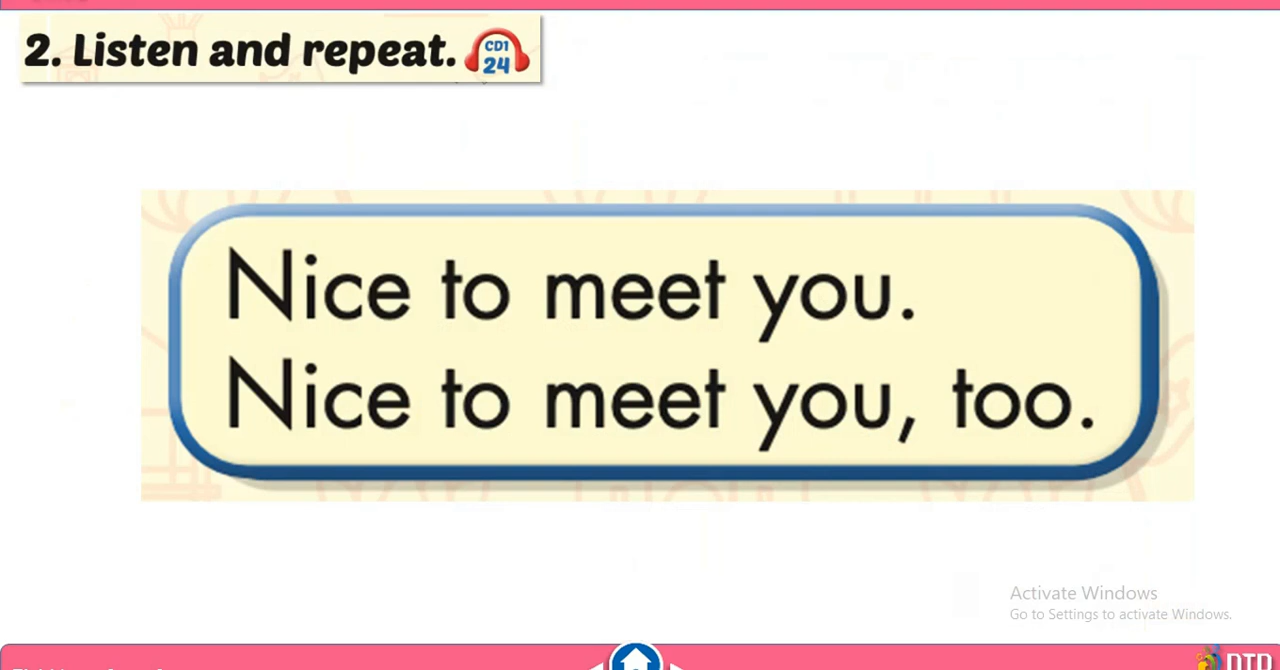 2. Listen and repeat. CD1 24
Nice to meet you.
Nice to meet you, too.
Activate Windows
Go to Settings to activate Windows.
DTP